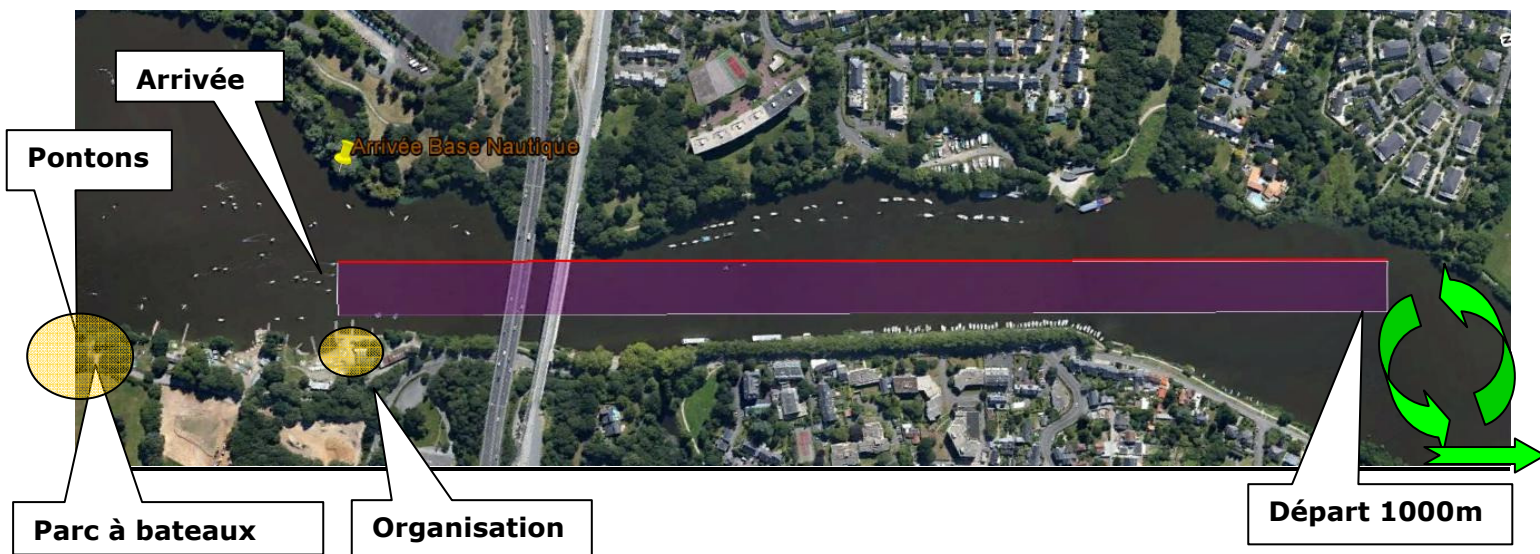 Arrivée
Pontons
Arrivée Base Nautique
Parc à bateaux
Organisation
Départ 1000m